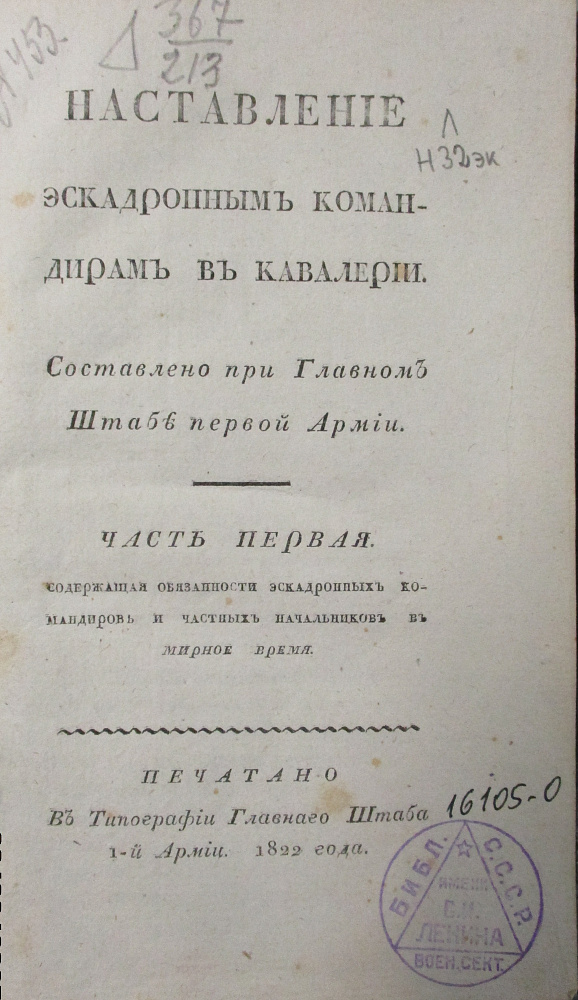 367
213
НАСТАВЛЕНІЕ
Н32эк
ЭСКАДРОННЫМЪ КОМАН-
ДИРАМЪ ВЪ КАВАЛЕРІИ.
Составлено при Главномъ
Штабѣ первой Арміи.
ЧАСТЬ ПЕРВАЯ.
СОДЕРЖАЩАЯ ОБЯЗАННОСТИ ЭСКАДРОННЫХЪ КО-
МАНДИРОВЪ И ЧАСТНЫХЪ НАЧАЛЬНИКОВЪ ВЪ
МИРНОЕ ВРЕМЯ.
ПЕЧАТАНО
Въ Типографіи Главнаго Штаба
1-й Арміи. 1822 года.
16105-0
БИБЛ. С.С.С.Р.
ИМЕНИ
В.И.
ЛЕНИНА
ВОЕН. СЕКТ.